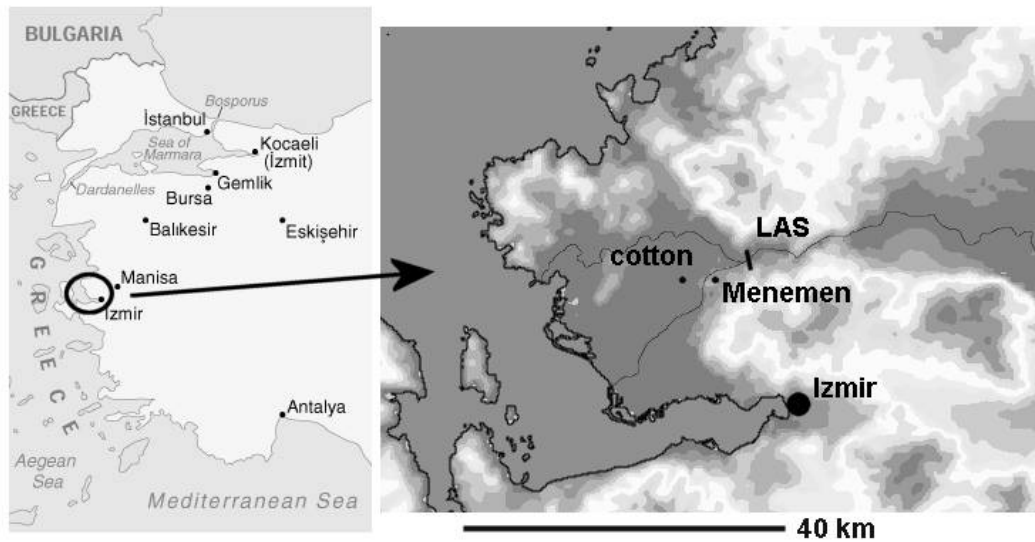 BULGARIA
GREECE
Bosporus
İstanbul
Sea of
Marmara
Kocaeli
(İzmit)
Gemlik
Dardanelles
Bursa
Balıkesir
Eskişehir
GREECE
Manisa
İzmir
Antalya
Aegean
Sea
Mediterranean Sea
LAS
cotton
Menemen
Izmir
40 km